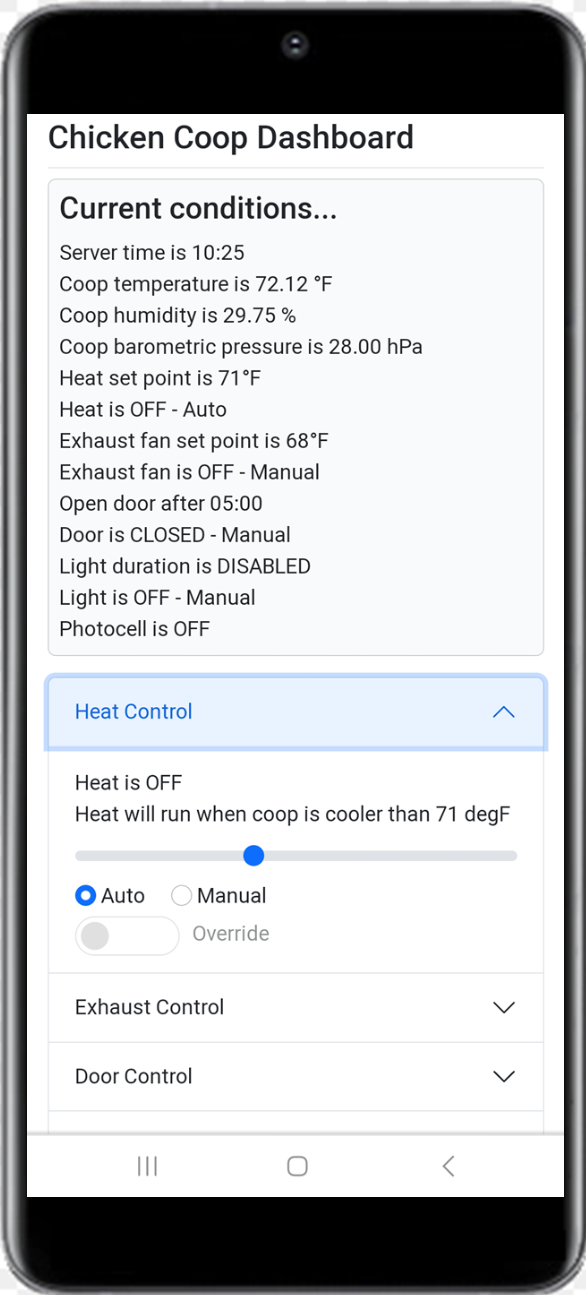 Chicken Coop Dashboard
Current conditions...
Server time is 10:25
Coop temperature is 72.12 °F
Coop humidity is 29.75 %
Coop barometric pressure is 28.00 hPa
Heat set point is 71°F
Heat is OFF - Auto
Exhaust fan set point is 68°F
Exhaust fan is OFF - Manual
Open door after 05:00
Door is CLOSED - Manual
Light duration is DISABLED
Light is OFF - Manual
Photocell is OFF
Heat Control
Heat is OFF
Heat will run when coop is cooler than 71 degF
Auto Manual
Override
Exhaust Control
Door Control